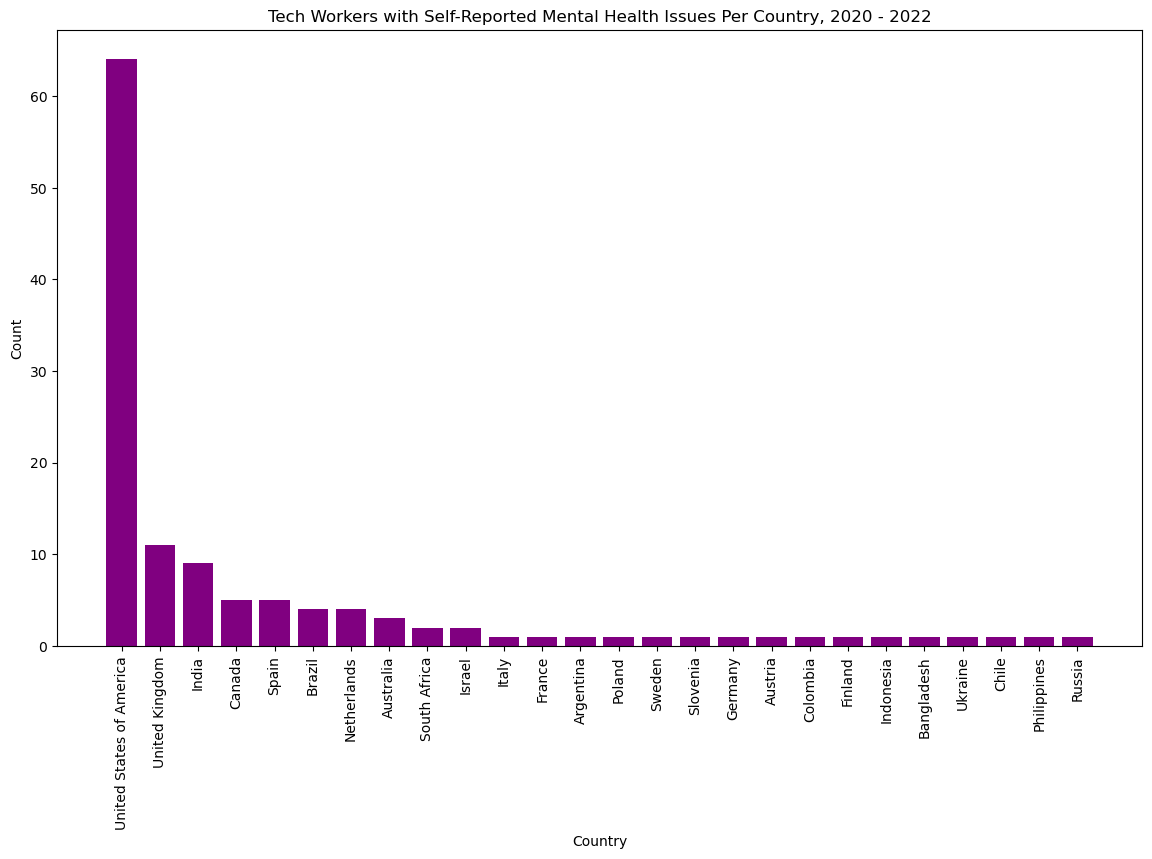 Tech Workers with Self-Reported Mental Health Issues Per Country, 2020 - 2022
Count
60
50
40
30
20
10
0
United States of America
United Kingdom
India
Canada
Spain
Brazil
Netherlands
Australia
South Africa
Israel
Italy
France
Argentina
Poland
Sweden
Slovenia
Germany
Austria
Colombia
Finland
Indonesia
Bangladesh
Ukraine
Chile
Philippines
Russia
Country